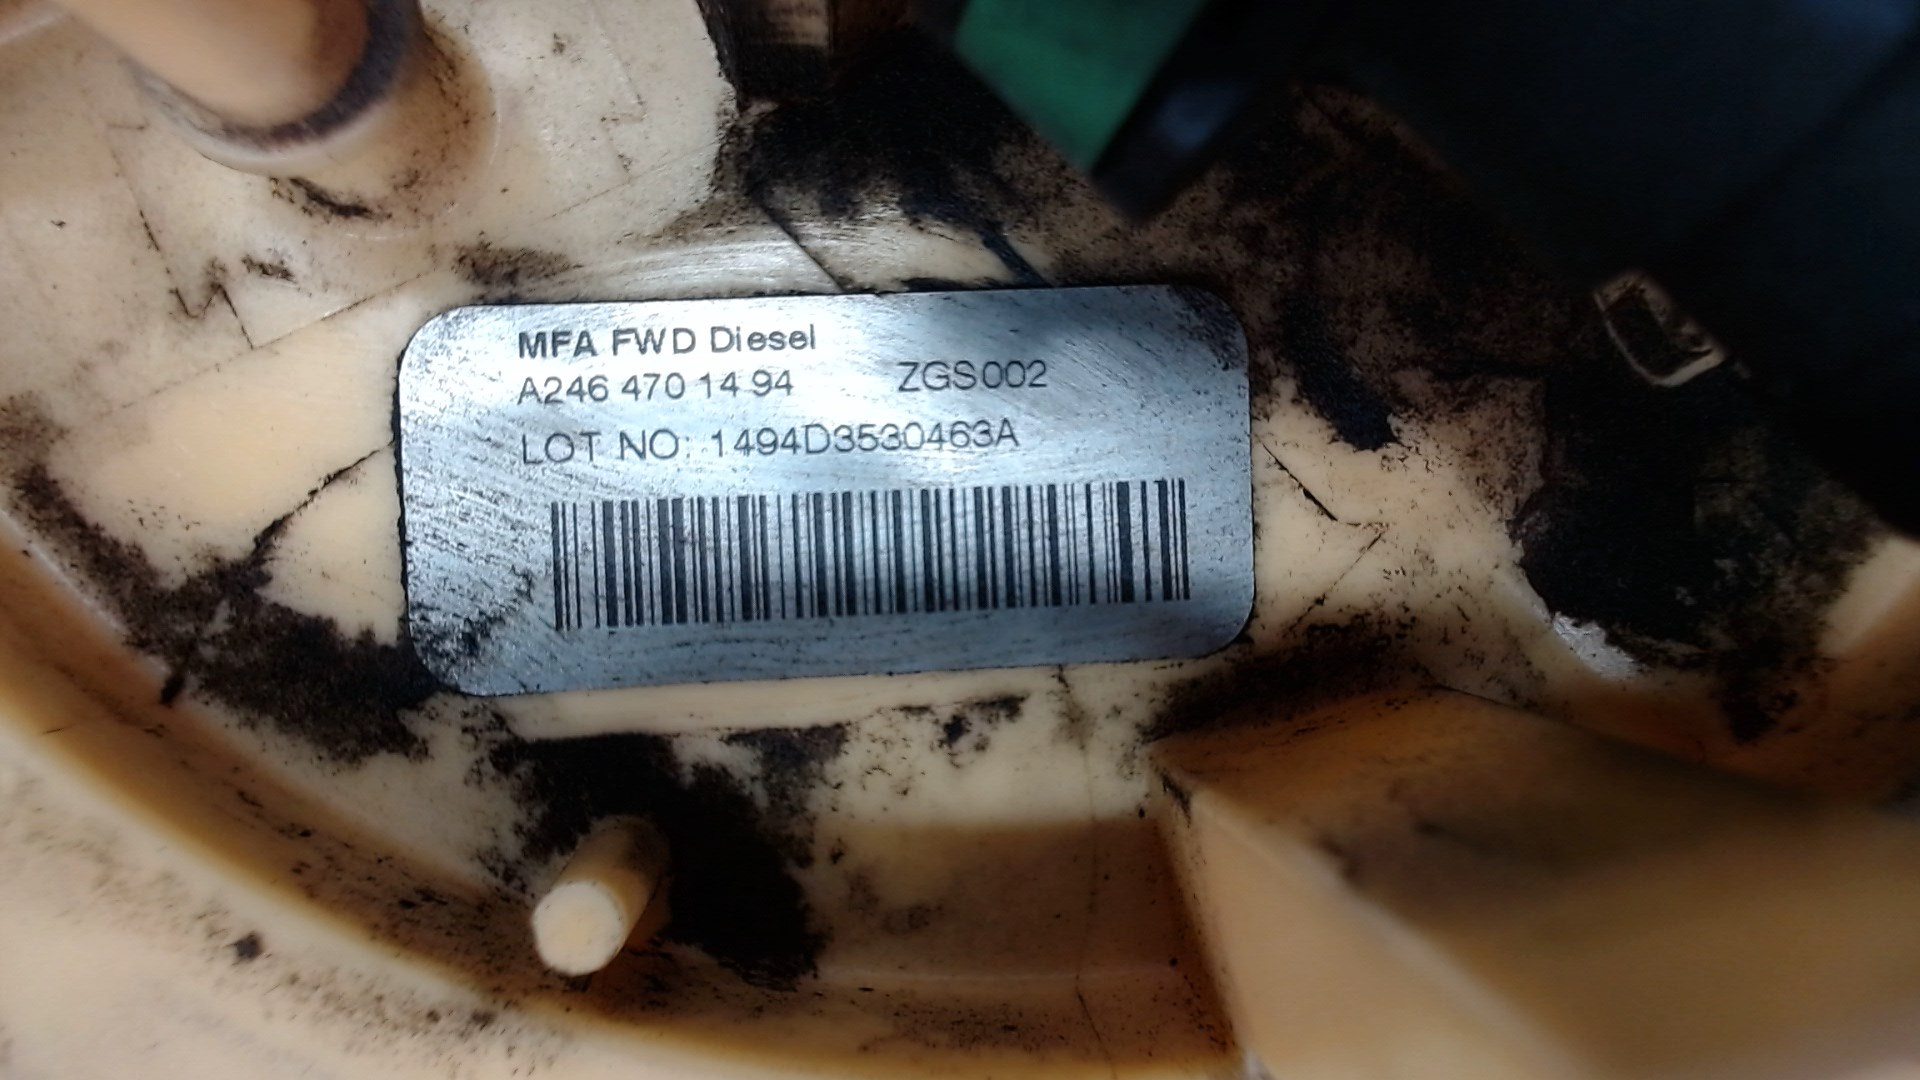 MFA FWD Diesel
A246 470 14 94 ZGS002
LOT NO: 1494D3530463A